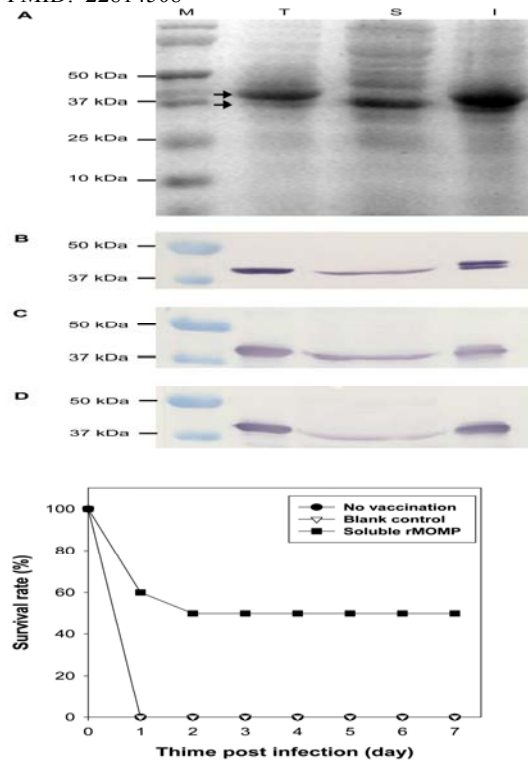 A M T S I
50 kDa
37 kDa
25 kDa
10 kDa
B 50 kDa
37 kDa
C 50 kDa
37 kDa
D 50 kDa
37 kDa
No vaccination
Blank control
Soluble rMOMP
Survival rate (%)
100
80
60
40
20
0
0 1 2 3 4 5 6 7
Thime post infection (day)